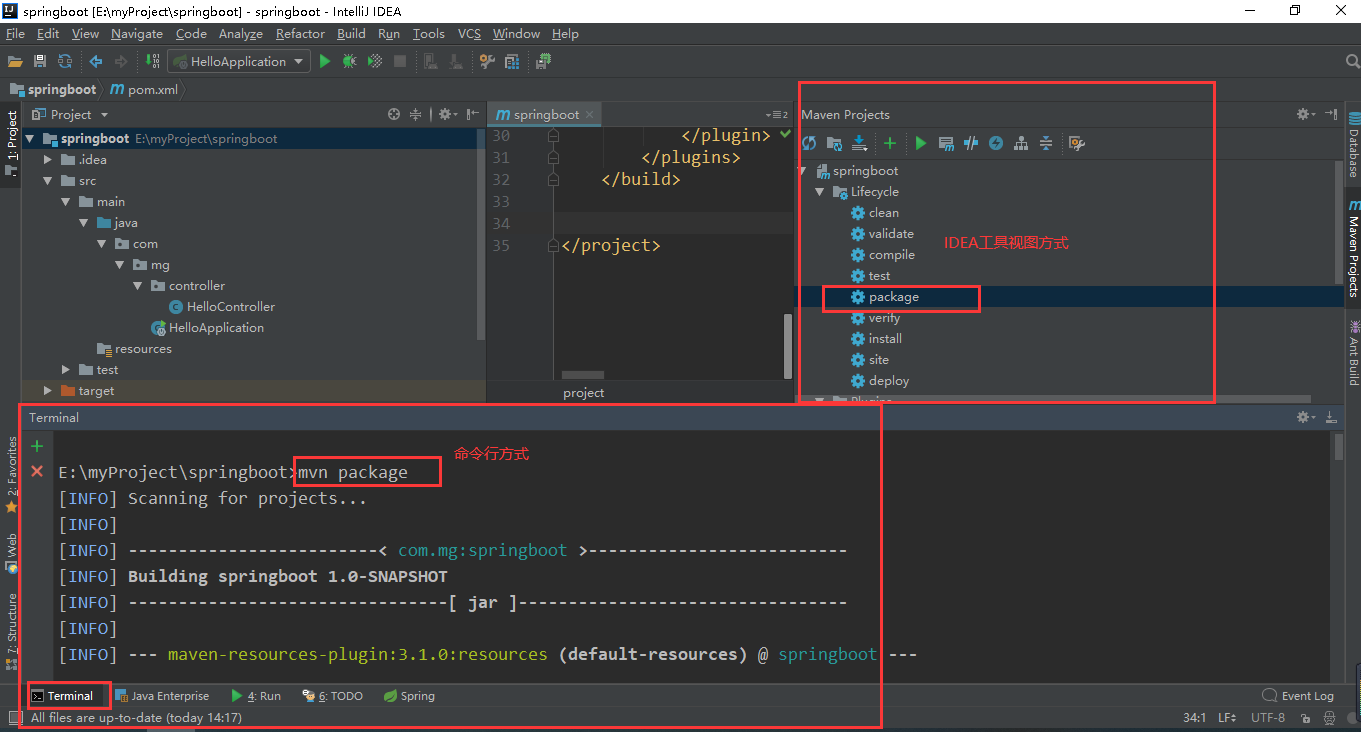 springboot [E:\myProject\springboot] - springboot - IntelliJ IDEA
File Edit View Navigate Code Analyze Refactor Build Run Tools VCS Window Help
HelloApplication
springboot pom.xml
1: Project
Project
springboot E:\myProject\springboot
.idea
src
main
java
com
mg
controller
HelloController
HelloApplication
resources
test
target
springboot
2
30 </plugin>
31 </plugins>
32 </build>
33
34
35 </project>
project
Maven Projects
springboot
Lifecycle
clean
validate
compile
test
package
verify
install
site
deploy
Plugins
IDEA工具视图方式
Database
Maven Projects
Ant Build
2: Favorites
Web
7: Structure
Terminal
命令行方式
E:\myProject\springboot>mvn package
[INFO] Scanning for projects...
[INFO]
[INFO] -------------------------< com.mg:springboot >--------------------------
[INFO] Building springboot 1.0-SNAPSHOT
[INFO] --------------------------------[ jar ]---------------------------------
[INFO]
[INFO] --- maven-resources-plugin:3.1.0:resources (default-resources) @ springboot ---
Terminal Java Enterprise 4: Run 6: TODO Spring Event Log
All files are up-to-date (today 14:17) 34:1 LF UTF-8